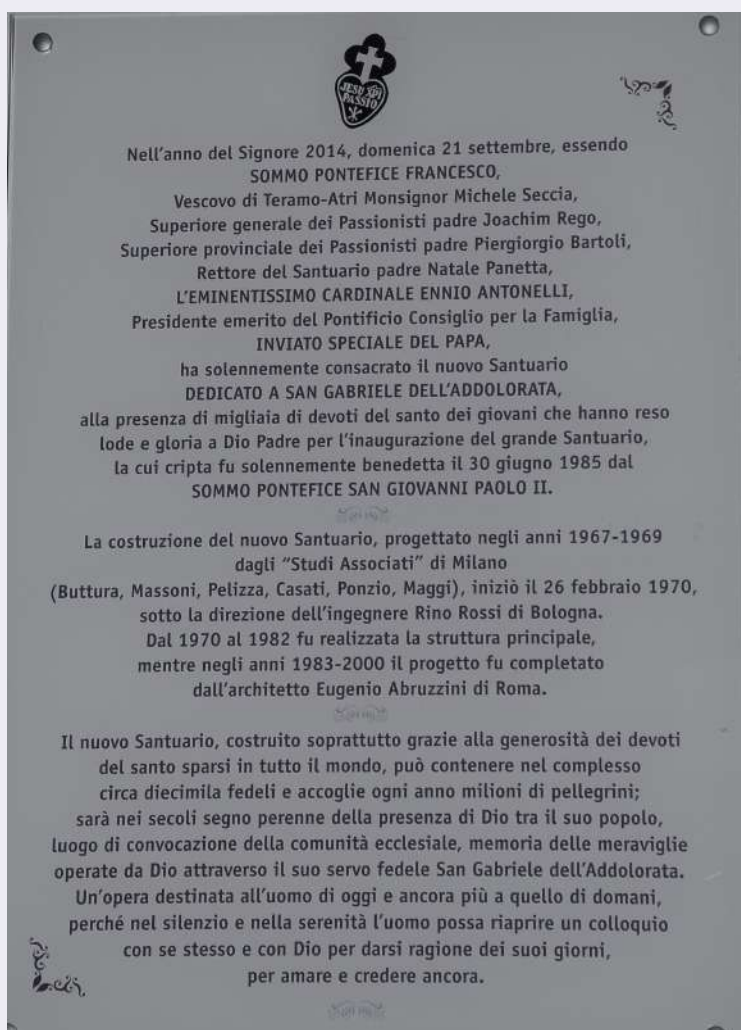 JESU XPI
PASSIO
Nell'anno del Signore 2014, domenica 21 settembre, essendo
SOMMO PONTEFICE FRANCESCO,
Vescovo di Teramo-Atri Monsignor Michele Seccia,
Superiore generale dei Passionisti padre Joachim Rego,
Superiore provinciale dei Passionisti padre Piergiorgio Bartoli,
Rettore del Santuario padre Natale Panetta,
L'EMINENTISSIMO CARDINALE ENNIO ANTONELLI,
Presidente emerito del Pontificio Consiglio per la Famiglia,
INVIATO SPECIALE DEL PAPA,
ha solennemente consacrato il nuovo Santuario
DEDICATO A SAN GABRIELE DELL'ADDOLORATA,
alla presenza di migliaia di devoti del santo dei giovani che hanno reso
lode e gloria a Dio Padre per l'inaugurazione del grande Santuario,
la cui cripta fu solennemente benedetta il 30 giugno 1985 dal
SOMMO PONTEFICE SAN GIOVANNI PAOLO II.
La costruzione del nuovo Santuario, progettato negli anni 1967-1969
dagli "Studi Associati" di Milano
(Buttura, Massoni, Pelizza, Casati, Ponzio, Maggi), iniziò il 26 febbraio 1970,
sotto la direzione dell'ingegnere Rino Rossi di Bologna.
Dal 1970 al 1982 fu realizzata la struttura principale,
mentre negli anni 1983-2000 il progetto fu completato
dall'architetto Eugenio Abruzzini di Roma.
Il nuovo Santuario, costruito soprattutto grazie alla generosità dei devoti
del santo sparsi in tutto il mondo, può contenere nel complesso
circa diecimila fedeli e accoglie ogni anno milioni di pellegrini;
sarà nei secoli segno perenne della presenza di Dio tra il suo popolo,
luogo di convocazione della comunità ecclesiale, memoria delle meraviglie
operate da Dio attraverso il suo servo fedele San Gabriele dell'Addolorata.
Un'opera destinata all'uomo di oggi e ancora più a quello di domani,
perché nel silenzio e nella serenità l'uomo possa riaprire un colloquio
con se stesso e con Dio per darsi ragione dei suoi giorni,
per amare e credere ancora.